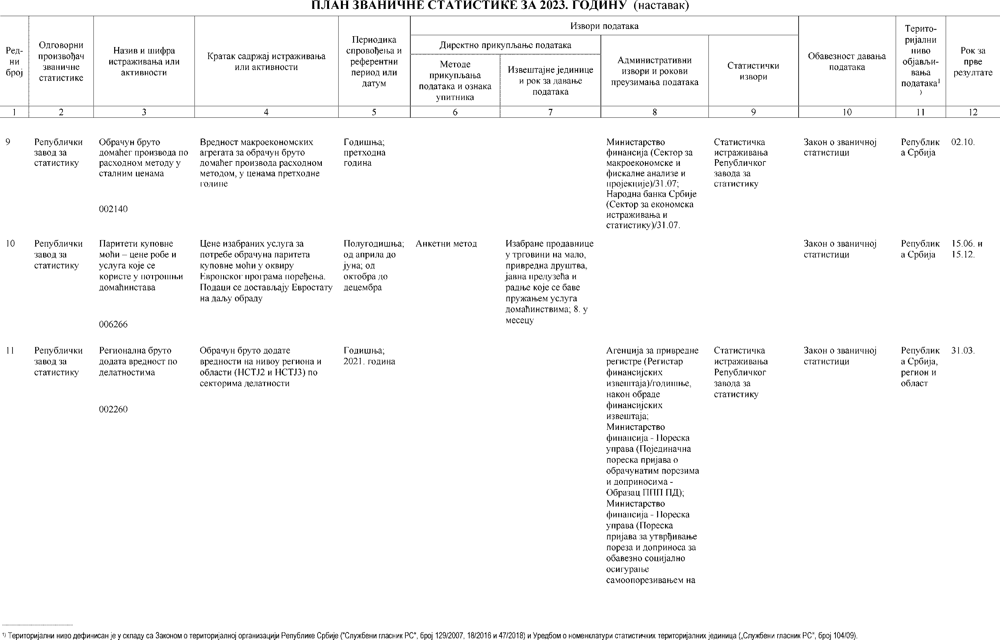 ПЛАН ЗВАНИЧНЕ СТАТИСТИКЕ ЗА 2023. ГОДИНУ (наставак)
Ред-
ни
број
Одговорни
произвођач
званичне
статистике
Назив и шифра
истраживања или
активности
Кратак садржај истраживања
или активности
Периодика
спровођења и
референтни
период или
датум
Извори података
Директно прикупљање података
Методе
прикупљања
података и ознака
упитника
Извештајне јединице
и рок за давање
података
Административни
извори и рокови
преузимања података
Статистички
извори
Обавезност давања
података
Терито-
ријални
ниво
објављи-
вања
података¹
)
Рок за
прве
резултате
1 2 3 4 5 6 7 8 9 10 11 12
9
Републички
завод за
статистику
Обрачун бруто
домаћег производа по
расходном методу у
сталним ценама
002140
Вредност макроекономских
агрегата за обрачун бруто
домаћег производа расходном
методом, у ценама претходне
године
Годишња;
претходна
година
Министарство
финансија (Сектор за
макроекономске и
фискалне анализе и
пројекције)/31.07;
Народна банка Србије
(Сектор за економска
истраживања и
статистику)/31.07.
Статистичка
истраживања
Републичког
завода за
статистику
Закон о званичној
статистици
Републик
а Србија
02.10.
10
Републички
завод за
статистику
Паритети куповне
моћи – цене робе и
услуга које се
користе у потрошњи
домаћинстава
006266
Цене изабраних услуга за
потребе обрачуна паритета
куповне моћи у оквиру
Европског програма поређења.
Подаци се достављају Евростату
на даљу обраду
Полугодишња;
од априла до
јуна; од
октобра до
децембра
Анкетни метод
Изабране продавнице
у трговини на мало,
привредна друштва,
јавна предузећа и
радње које се баве
пружањем услуга
домаћинствима; 8. у
месецу
Закон о званичној
статистици
Републик
а Србија
15.06. и
15.12.
11
Републички
завод за
статистику
Регионална бруто
додата вредност по
делатностима
002260
Обрачун бруто додате
вредности на нивоу региона и
области (НСТЈ2 и НСТЈ3) по
секторима делатности
Годишња;
2021. година
Агенција за привредне
регистре (Регистар
финансијских
извештаја)/годишње,
након обраде
финансијских
извештаја;
Министарство
финансија - Пореска
управа (Појединачна
пореска пријава о
обрачунатим порезима
и доприносима -
Образац ППП ПД);
Министарство
финансија - Пореска
управа (Пореска
пријава за утврђивање
пореза и доприноса за
обавезно социјално
осигурање
самоопорезивањем на
Статистичка
истраживања
Републичког
завода за
статистику
Закон о званичној
статистици
Републик
а Србија,
регион и
област
31.03.
¹⁾ Територијални ниво дефинисан је у складу са Законом о територијалној организацији Републике Србије ("Службени гласник РС", број 129/2007, 18/2016 и 47/2018) и Уредбом о номенклатури статистичких територијалних јединица („Службени гласник РС", број 104/09).